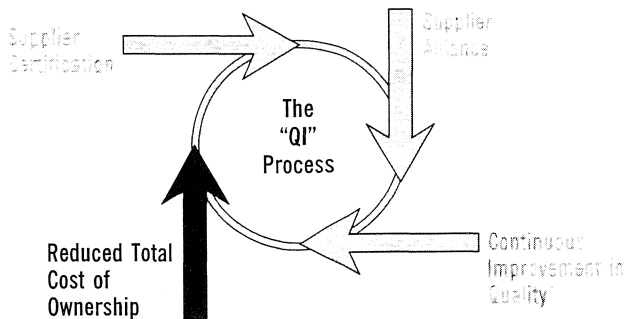 Supplier
Certification
Supplier
Alliance
The
“QI”
Process
Reduced Total
Cost of
Ownership
Continuous
Improvement in
Quality